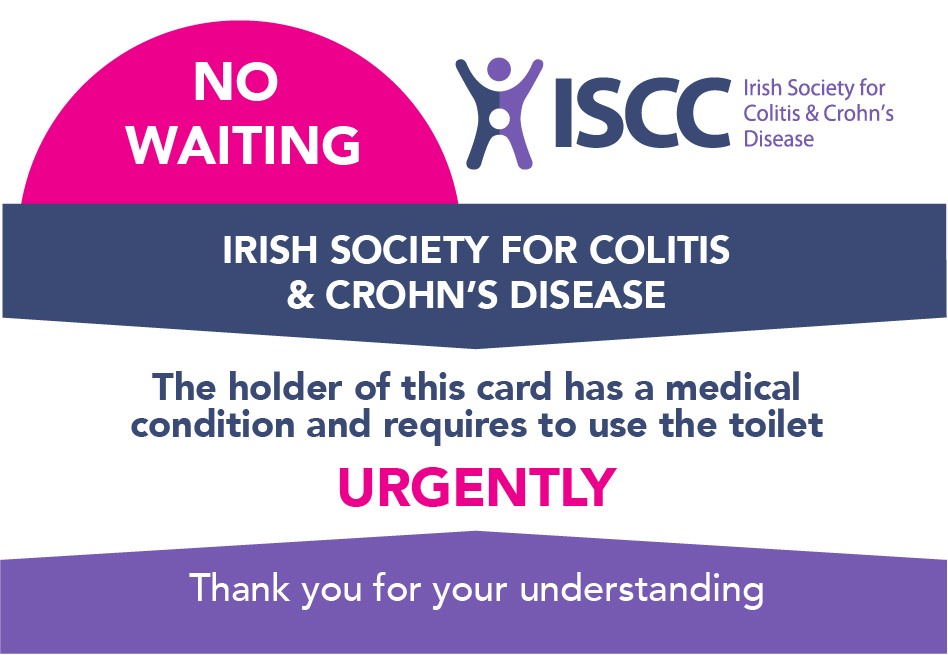 NO
WAITING
ISCC
Irish Society for
Colitis & Crohn's
Disease
IRISH SOCIETY FOR COLITIS
& CROHN'S DISEASE
The holder of this card has a medical
condition and requires to use the toilet
URGENTLY
Thank you for your understanding